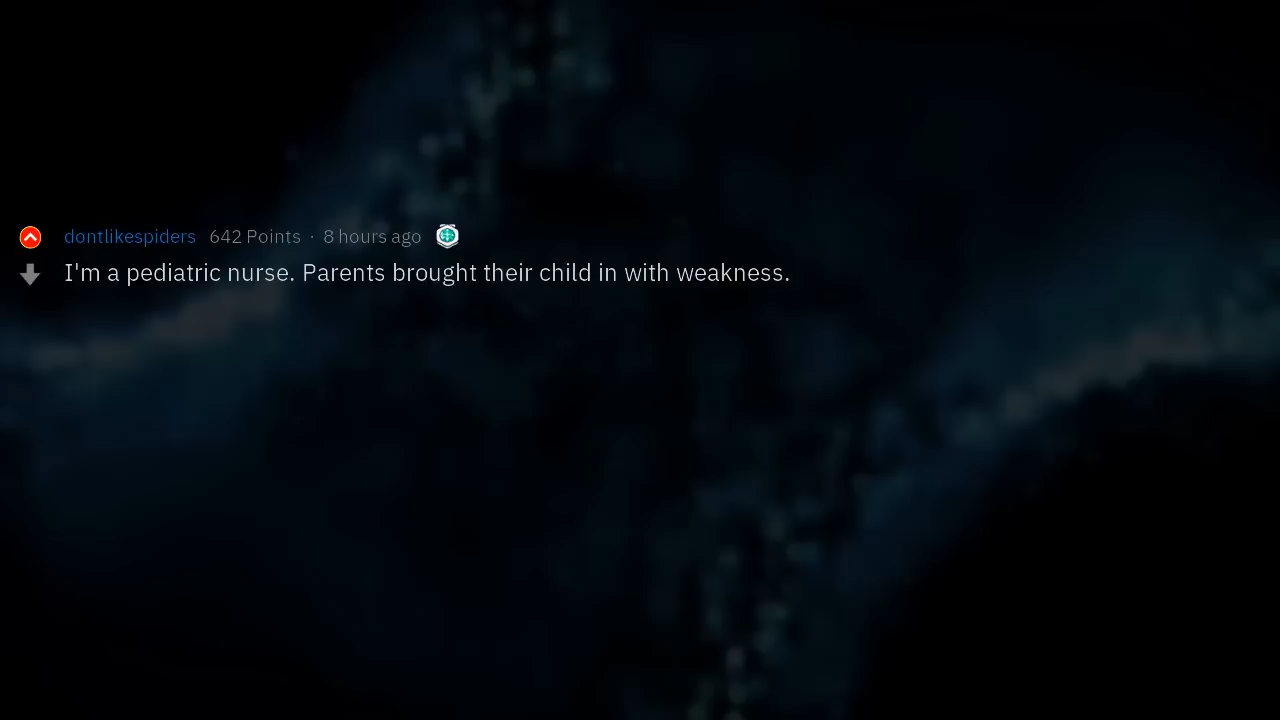 dontlikespiders 642 Points · 8 hours ago
I'm a pediatric nurse. Parents brought their child in with weakness.